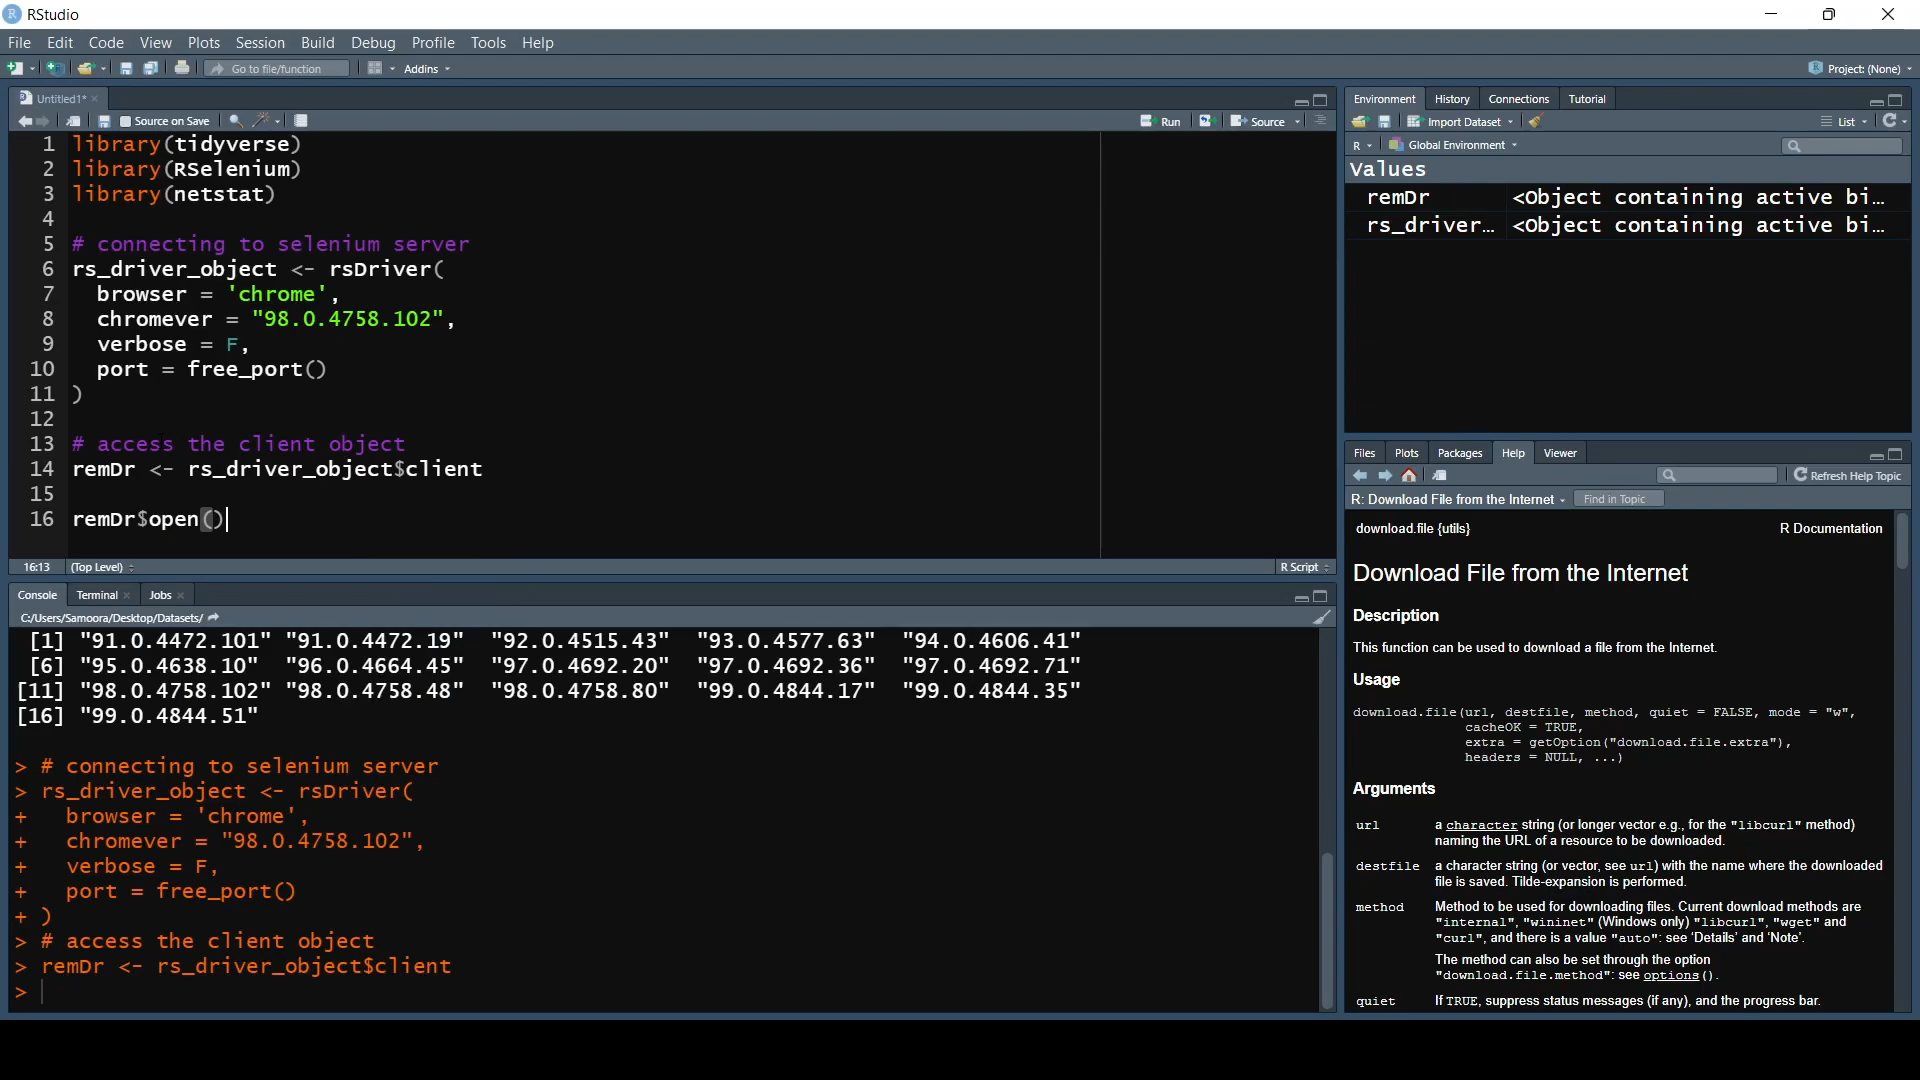 RStudio
File Edit Code View Plots Session Build Debug Profile Tools Help
Go to file/function Addins Project: (None)
Untitled1*
Source on Save Run Source
1 library(tidyverse)
2 library(RSelenium)
3 library(netstat)
4
5 # connecting to selenium server
6 rs_driver_object <- rsDriver(
7 browser = 'chrome',
8 chromever = "98.0.4758.102",
9 verbose = F,
10 port = free_port()
11 )
12
13 # access the client object
14 remDr <- rs_driver_object$client
15
16 remDr$open()
16:13 (Top Level) R Script
Console Terminal Jobs
C:/Users/Samoora/Desktop/Datasets/
[1] "91.0.4472.101" "91.0.4472.19" "92.0.4515.43" "93.0.4577.63" "94.0.4606.41"
[6] "95.0.4638.10" "96.0.4664.45" "97.0.4692.20" "97.0.4692.36" "97.0.4692.71"
[11] "98.0.4758.102" "98.0.4758.48" "98.0.4758.80" "99.0.4844.17" "99.0.4844.35"
[16] "99.0.4844.51"
> # connecting to selenium server
> rs_driver_object <- rsDriver(
+ browser = 'chrome',
+ chromever = "98.0.4758.102",
+ verbose = F,
+ port = free_port()
+ )
> # access the client object
> remDr <- rs_driver_object$client
>
Environment History Connections Tutorial
Import Dataset List
R Global Environment
Values
remDr <Object containing active bi…
rs_driver… <Object containing active bi…
Files Plots Packages Help Viewer
Refresh Help Topic
R: Download File from the Internet Find in Topic
download.file {utils} R Documentation
Download File from the Internet
Description
This function can be used to download a file from the Internet.
Usage
download.file(url, destfile, method, quiet = FALSE, mode = "w",
cacheOK = TRUE,
extra = getOption("download.file.extra"),
headers = NULL, ...)
Arguments
url a character string (or longer vector e.g., for the "libcurl" method)
naming the URL of a resource to be downloaded.
destfile a character string (or vector, see url) with the name where the downloaded
file is saved. Tilde-expansion is performed.
method Method to be used for downloading files. Current download methods are
"internal", "wininet" (Windows only) "libcurl", "wget" and
"curl", and there is a value "auto": see ‘Details’ and ‘Note’.
The method can also be set through the option
"download.file.method": see options().
quiet If TRUE, suppress status messages (if any), and the progress bar.